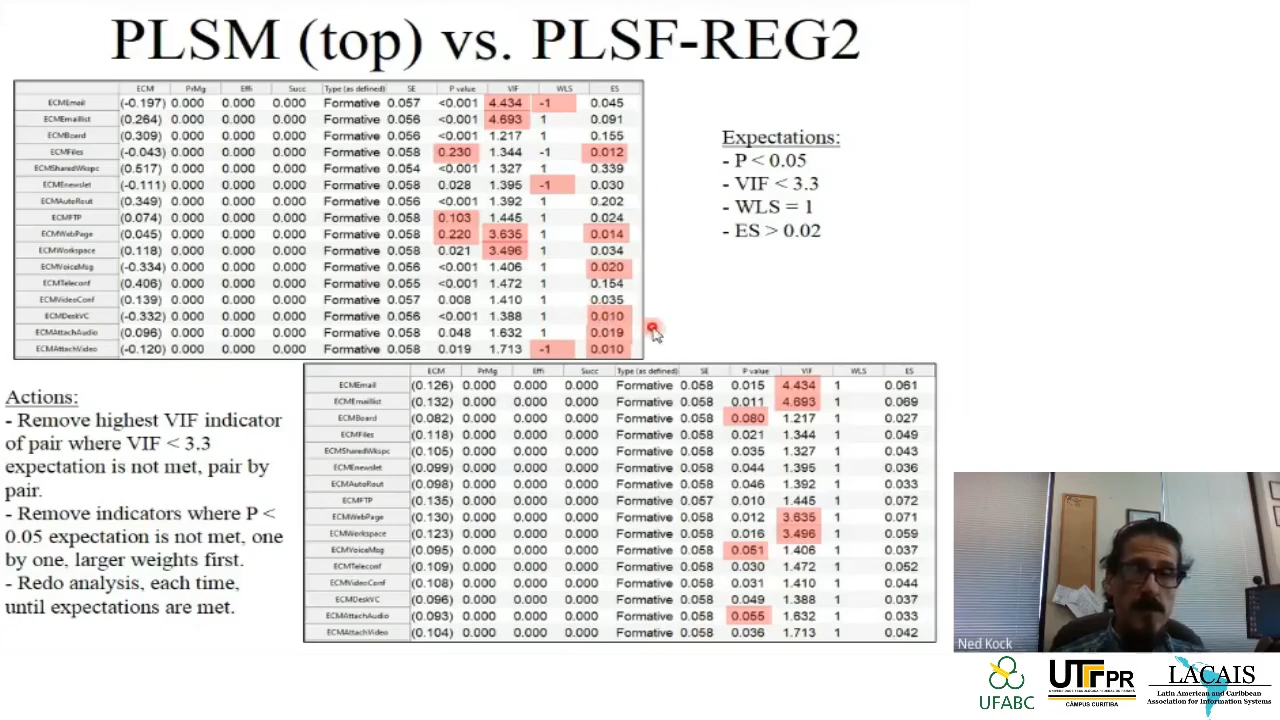 PLSM (top) vs. PLSF-REG2
ECM PrMg Effi Succ Type (as defined) SE P value VIF WLS ES
ECMEmail (-0.197) 0.000 0.000 0.000 Formative 0.057 <0.001 4.434 -1 0.045
ECMEmaillist (0.264) 0.000 0.000 0.000 Formative 0.056 <0.001 4.693 1 0.091
ECMBoard (0.309) 0.000 0.000 0.000 Formative 0.056 <0.001 1.217 1 0.155
ECMFiles (-0.043) 0.000 0.000 0.000 Formative 0.058 0.230 1.344 -1 0.012
ECMSharedWkspc (0.517) 0.000 0.000 0.000 Formative 0.054 <0.001 1.327 1 0.339
ECMEnewslet (-0.111) 0.000 0.000 0.000 Formative 0.058 0.028 1.395 -1 0.030
ECMAutoRout (0.349) 0.000 0.000 0.000 Formative 0.056 <0.001 1.392 1 0.202
ECMFTP (0.074) 0.000 0.000 0.000 Formative 0.058 0.103 1.445 1 0.024
ECMWebPage (0.045) 0.000 0.000 0.000 Formative 0.058 0.220 3.635 1 0.014
ECMWorkspace (0.118) 0.000 0.000 0.000 Formative 0.058 0.021 3.496 1 0.034
ECMVoiceMsg (-0.334) 0.000 0.000 0.000 Formative 0.056 <0.001 1.406 1 0.020
ECMTeleconf (0.406) 0.000 0.000 0.000 Formative 0.055 <0.001 1.472 1 0.154
ECMVideoConf (0.139) 0.000 0.000 0.000 Formative 0.057 0.008 1.410 1 0.035
ECMDeskVC (-0.332) 0.000 0.000 0.000 Formative 0.056 <0.001 1.388 1 0.010
ECMAttachAudio (0.096) 0.000 0.000 0.000 Formative 0.058 0.048 1.632 1 0.019
ECMAttachVideo (-0.120) 0.000 0.000 0.000 Formative 0.058 0.019 1.713 -1 0.010
Expectations:
- P < 0.05
- VIF < 3.3
- WLS = 1
- ES > 0.02
Actions:
- Remove highest VIF indicator
of pair where VIF < 3.3
expectation is not met, pair by
pair.
- Remove indicators where P <
0.05 expectation is not met, one
by one, larger weights first.
- Redo analysis, each time,
until expectations are met.
ECM PrMg Effi Succ Type (as defined) SE P value VIF WLS ES
ECMEmail (0.126) 0.000 0.000 0.000 Formative 0.058 0.015 4.434 1 0.061
ECMEmaillist (0.132) 0.000 0.000 0.000 Formative 0.058 0.011 4.693 1 0.069
ECMBoard (0.082) 0.000 0.000 0.000 Formative 0.058 0.080 1.217 1 0.027
ECMFiles (0.118) 0.000 0.000 0.000 Formative 0.058 0.021 1.344 1 0.049
ECMSharedWkspc (0.105) 0.000 0.000 0.000 Formative 0.058 0.035 1.327 1 0.043
ECMEnewslet (0.099) 0.000 0.000 0.000 Formative 0.058 0.044 1.395 1 0.036
ECMAutoRout (0.098) 0.000 0.000 0.000 Formative 0.058 0.046 1.392 1 0.033
ECMFTP (0.135) 0.000 0.000 0.000 Formative 0.057 0.010 1.445 1 0.072
ECMWebPage (0.130) 0.000 0.000 0.000 Formative 0.058 0.012 3.635 1 0.071
ECMWorkspace (0.123) 0.000 0.000 0.000 Formative 0.058 0.016 3.496 1 0.059
ECMVoiceMsg (0.095) 0.000 0.000 0.000 Formative 0.058 0.051 1.406 1 0.037
ECMTeleconf (0.109) 0.000 0.000 0.000 Formative 0.058 0.030 1.472 1 0.052
ECMVideoConf (0.108) 0.000 0.000 0.000 Formative 0.058 0.031 1.410 1 0.044
ECMDeskVC (0.096) 0.000 0.000 0.000 Formative 0.058 0.049 1.388 1 0.037
ECMAttachAudio (0.093) 0.000 0.000 0.000 Formative 0.058 0.055 1.632 1 0.033
ECMAttachVideo (0.104) 0.000 0.000 0.000 Formative 0.058 0.036 1.713 1 0.042
Ned Kock
UFABC
UTFPR
CÂMPUS CURITIBA
LACAIS
Latin American and Caribbean
Association for Information Systems